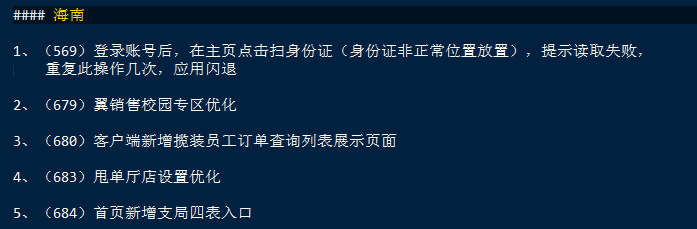 #### 海南
1、（569）登录账号后，在主页点击扫身份证（身份证非正常位置放置），提示读取失败，
重复此操作几次，应用闪退
2、（679）翼销售校园专区优化
3、（680）客户端新增揽装员工订单查询列表展示页面
4、（683）甩单厅店设置优化
5、（684）首页新增支局四表入口